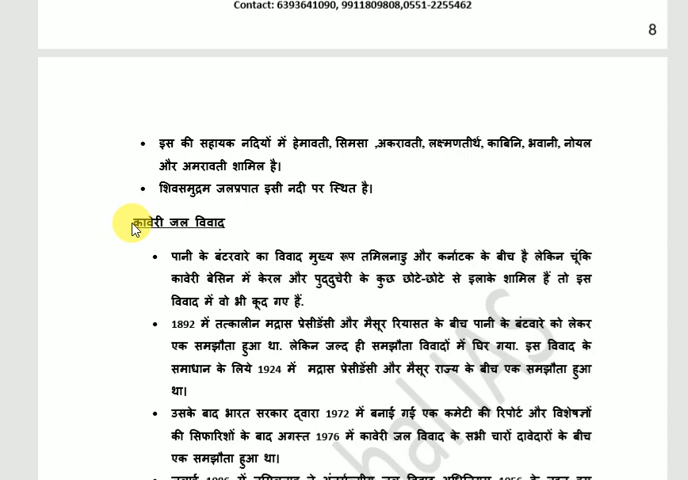 Contact: 6393641090, 9911809808,0551-2255462
8
• इस की सहायक नदियों में हेमावती, सिमसा ,अकरावती, लक्ष्मणतीर्थ, काबिनि, भवानी, नोयल
और अमरावती शामिल है।
• शिवसमुद्रम जलप्रपात इसी नदी पर स्थित है।
कावेरी जल विवाद
• पानी के बंटरवारे का विवाद मुख्य रूप तमिलनाडु और कर्नाटक के बीच है लेकिन चूंकि
कावेरी बेसिन में केरल और पुद्दुचेरी के कुछ छोटे-छोटे से इलाके शामिल हैं तो इस
विवाद में वो भी कूद गए हैं.
• 1892 में तत्कालीन मद्रास प्रेसीडेंसी और मैसूर रियासत के बीच पानी के बंटवारे को लेकर
एक समझौता हुआ था. लेकिन जल्द ही समझौता विवादों में घिर गया. इस विवाद के
समाधान के लिये 1924 में मद्रास प्रेसीडेंसी और मैसूर राज्य के बीच एक समझौता हुआ
था|
• उसके बाद भारत सरकार द्वारा 1972 में बनाई गई एक कमेटी की रिपोर्ट और विशेषज्ञों
की सिफारिशों के बाद अगस्त 1976 में कावेरी जल विवाद के सभी चारों दावेदारों के बीच
एक समझौता हुआ था|
hal IAS